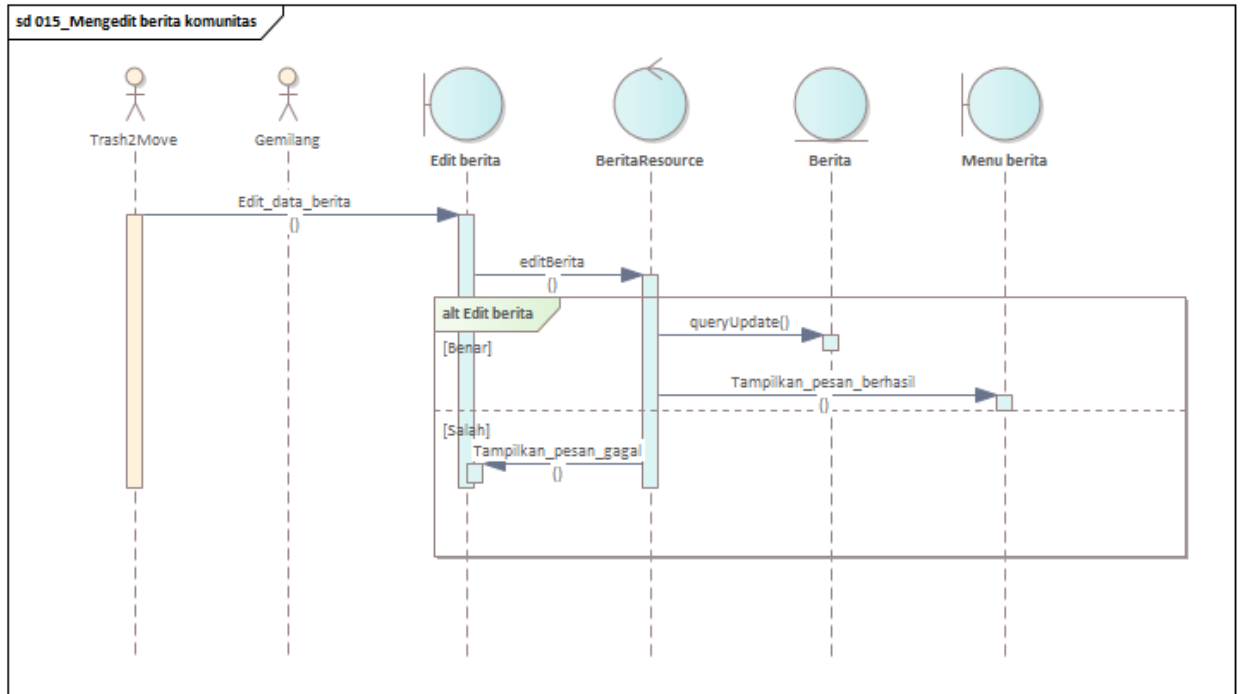 sd 015_Mengedit berita komunitas
Trash2Move
Gemilang
Edit berita
BeritaResource
Berita
Menu berita
Edit_data_berita
()
editBerita
()
alt Edit berita
queryUpdate()
[Benar]
Tampilkan_pesan_berhasil
()
[Salah]
Tampilkan_pesan_gagal
()